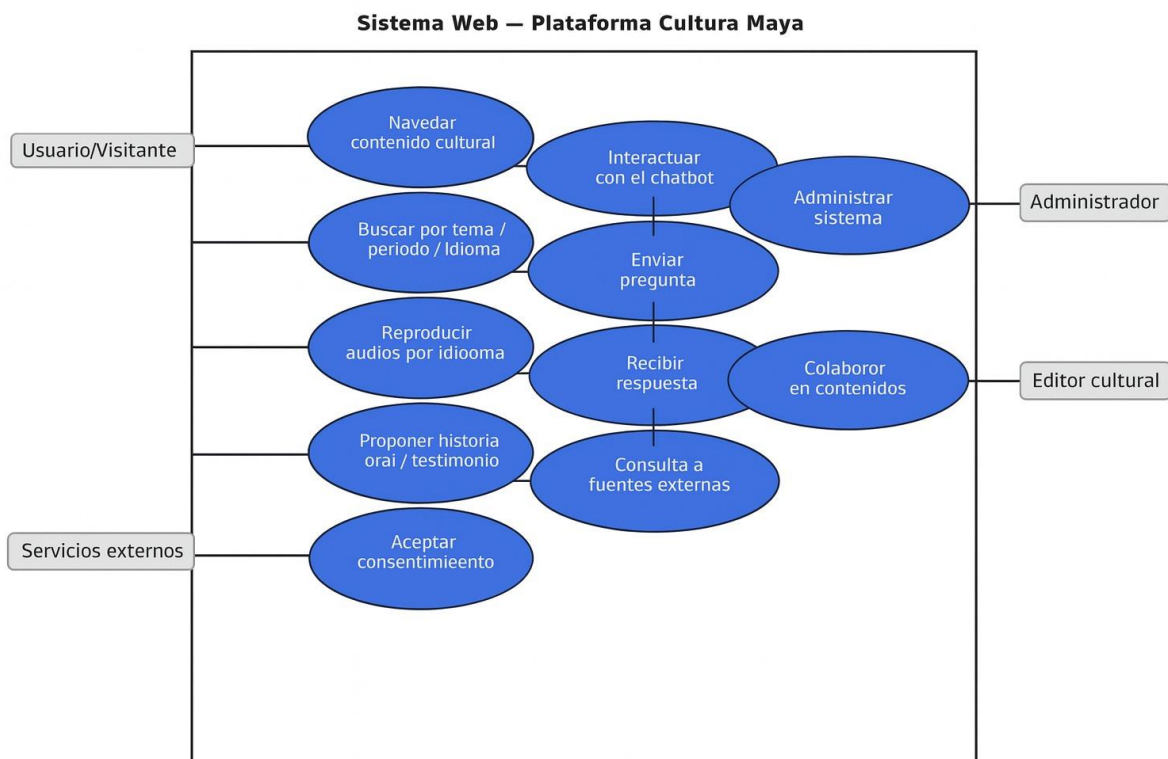 Sistema Web — Plataforma Cultura Maya
Usuario/Visitante
Navedar
contenido cultural
Interactuar
con el chatbot
Administrar
sistema
Administrador
Buscar por tema /
periodo / Idioma
Enviar
pregunta
Reproducir
audios por idiooma
Recibir
respuesta
Colaboror
en contenidos
Editor cultural
Proponer historia
orai / testimonio
Consulta a
fuentes externas
Servicios externos
Aceptar
consentimieento